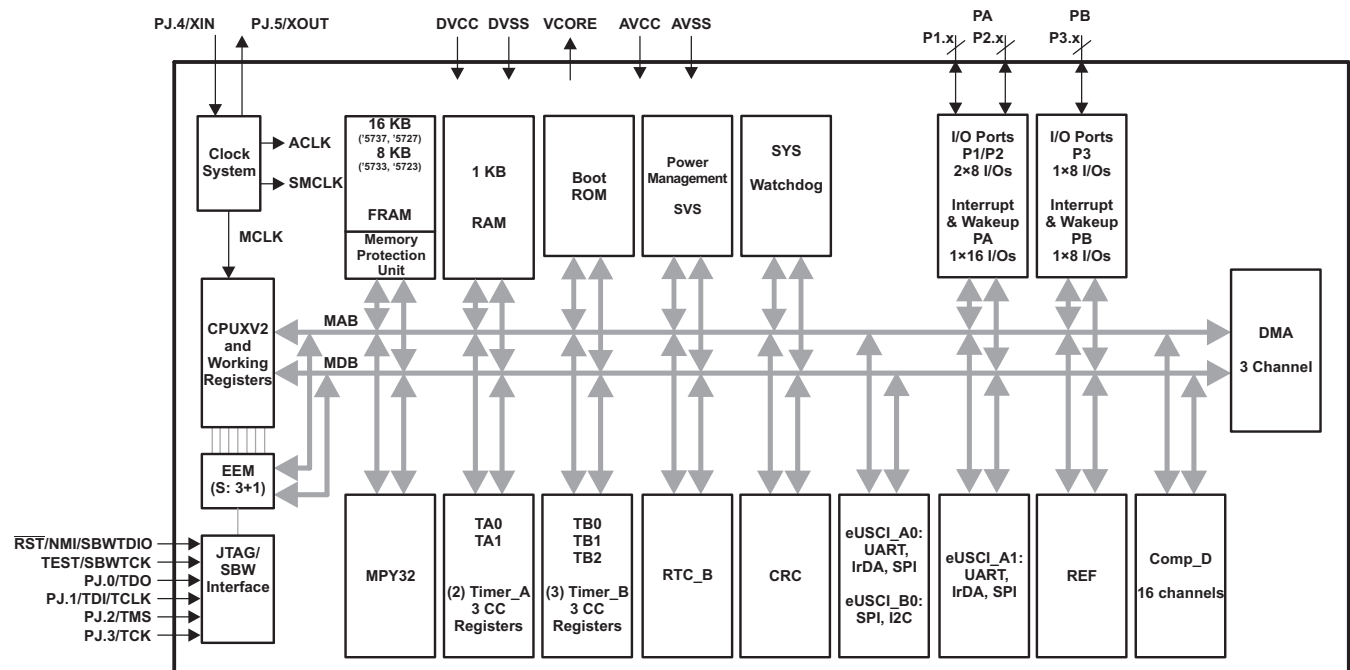 PJ.4/XIN
PJ.5/XOUT
DVCC
DVSS
VCORE
AVCC
AVSS
PA
P1.x
P2.x
PB
P3.x
Clock
System
ACLK
SMCLK
MCLK
16 KB
('5737, '5727)
8 KB
('5733, '5723)
FRAM
Memory
Protection
Unit
1 KB
RAM
Boot
ROM
Power
Management
SVS
SYS
Watchdog
I/O Ports
P1/P2
2×8 I/Os
Interrupt
& Wakeup
PA
1×16 I/Os
I/O Ports
P3
1×8 I/Os
Interrupt
& Wakeup
PB
1×8 I/Os
CPUXV2
and
Working
Registers
MAB
MDB
DMA
3 Channel
EEM
(S: 3+1)
RST/NMI/SBWTDIO
TEST/SBWTCK
PJ.0/TDO
PJ.1/TDI/TCLK
PJ.2/TMS
PJ.3/TCK
JTAG/
SBW
Interface
MPY32
TA0
TA1
(2) Timer_A
3 CC
Registers
TB0
TB1
TB2
(3) Timer_B
3 CC
Registers
RTC_B
CRC
eUSCI_A0:
UART,
IrDA, SPI
eUSCI_B0:
SPI, I2C
eUSCI_A1:
UART,
IrDA, SPI
REF
Comp_D
16 channels